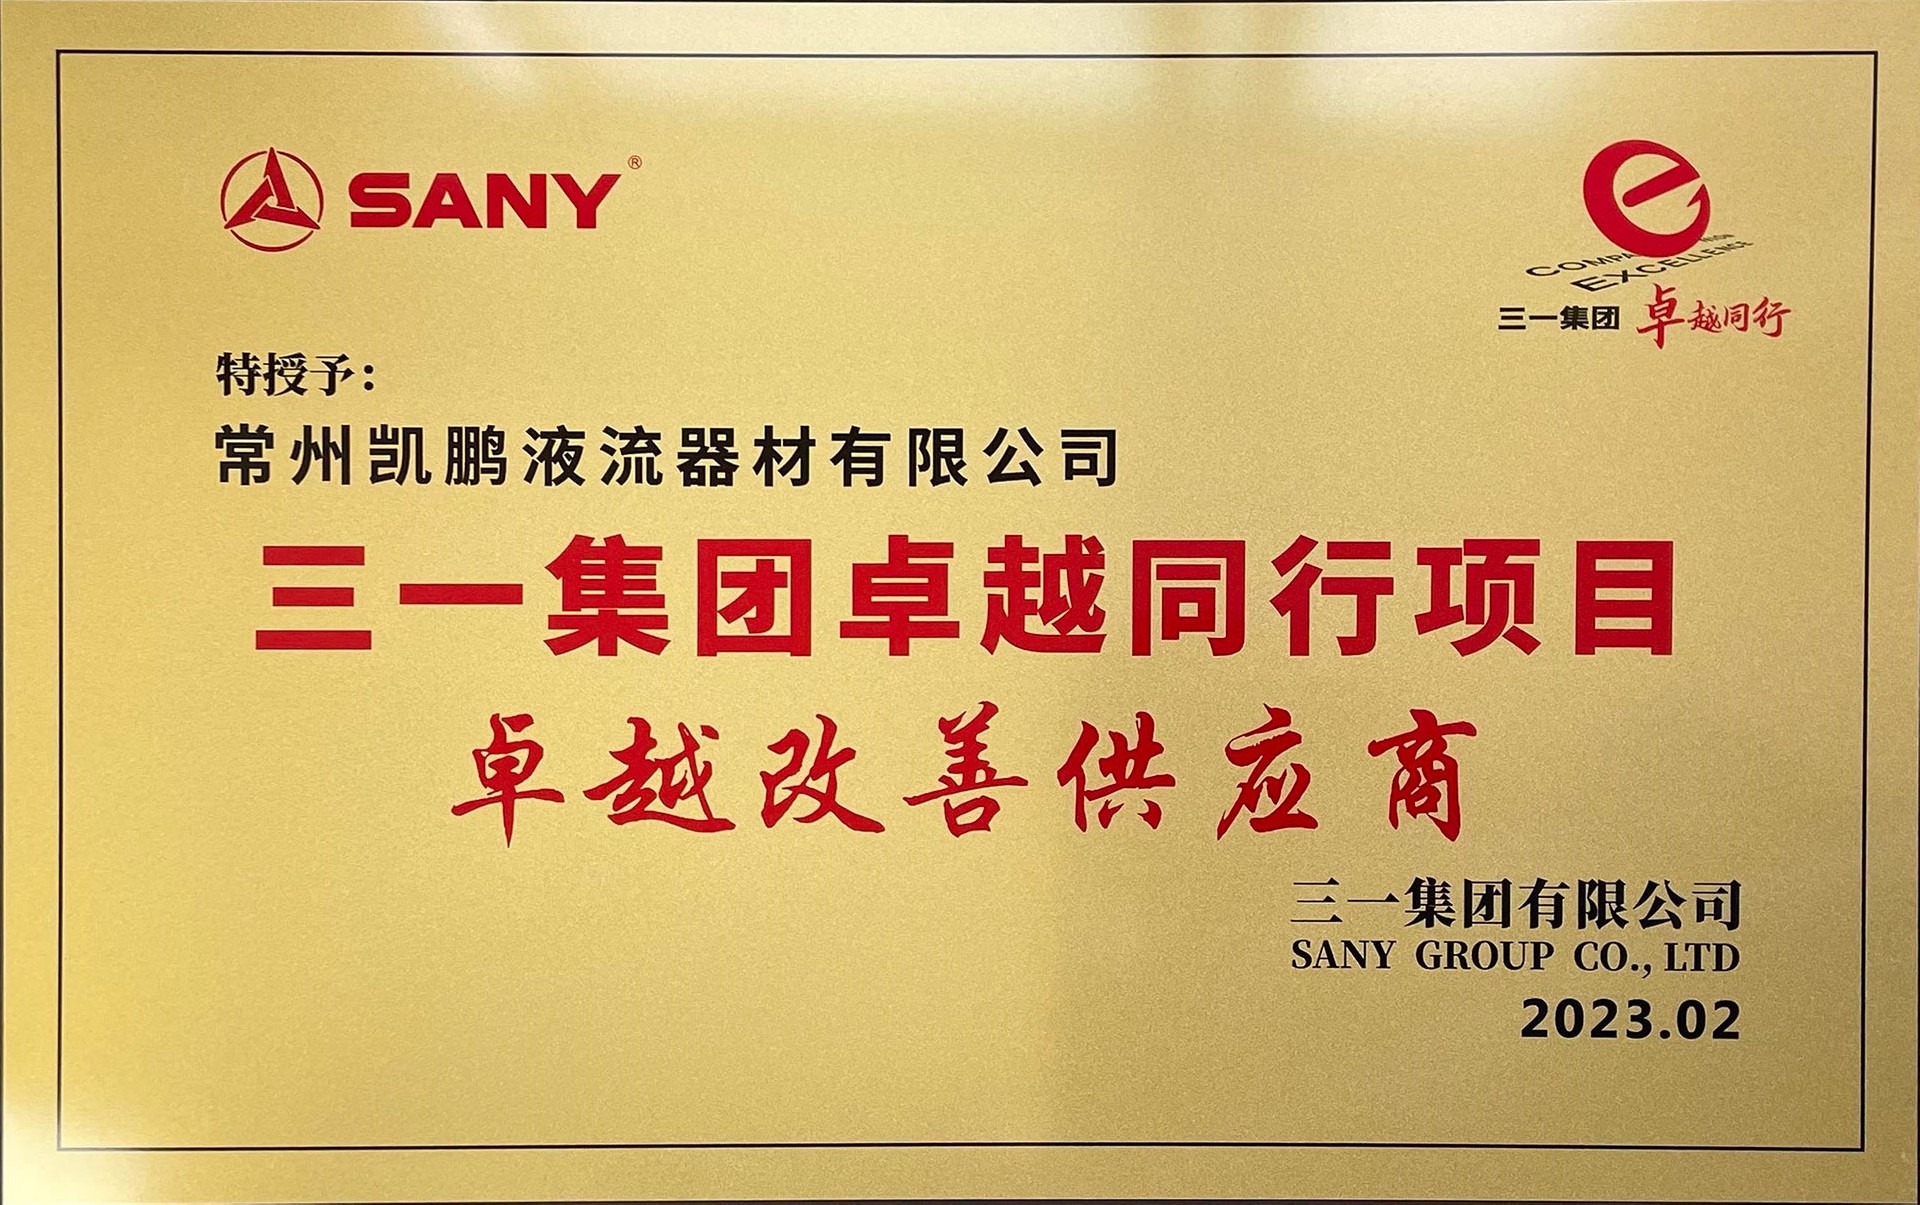 SANY®
COMPANION
EXCELLENCE
三一集团 卓越同行
特授予：
常州凯鹏液流器材有限公司
三一集团卓越同行项目
卓越改善供应商
三一集团有限公司
SANY GROUP CO., LTD
2023.02